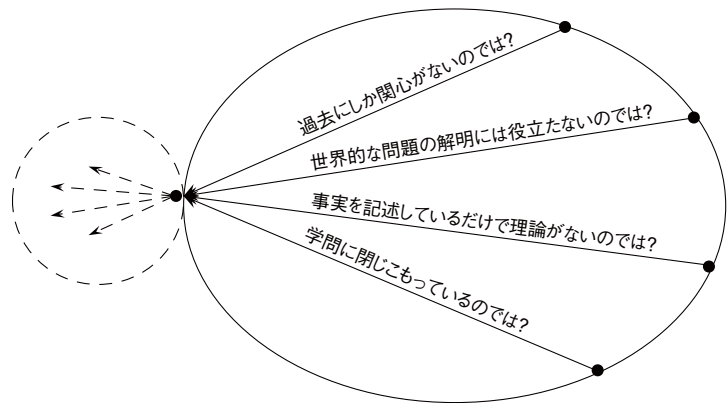 過去にしか関心がないのでは?
世界的な問題の解明には役立たないのでは?
事実を記述しているだけで理論がないのでは?
学問に閉じこもっているのでは?